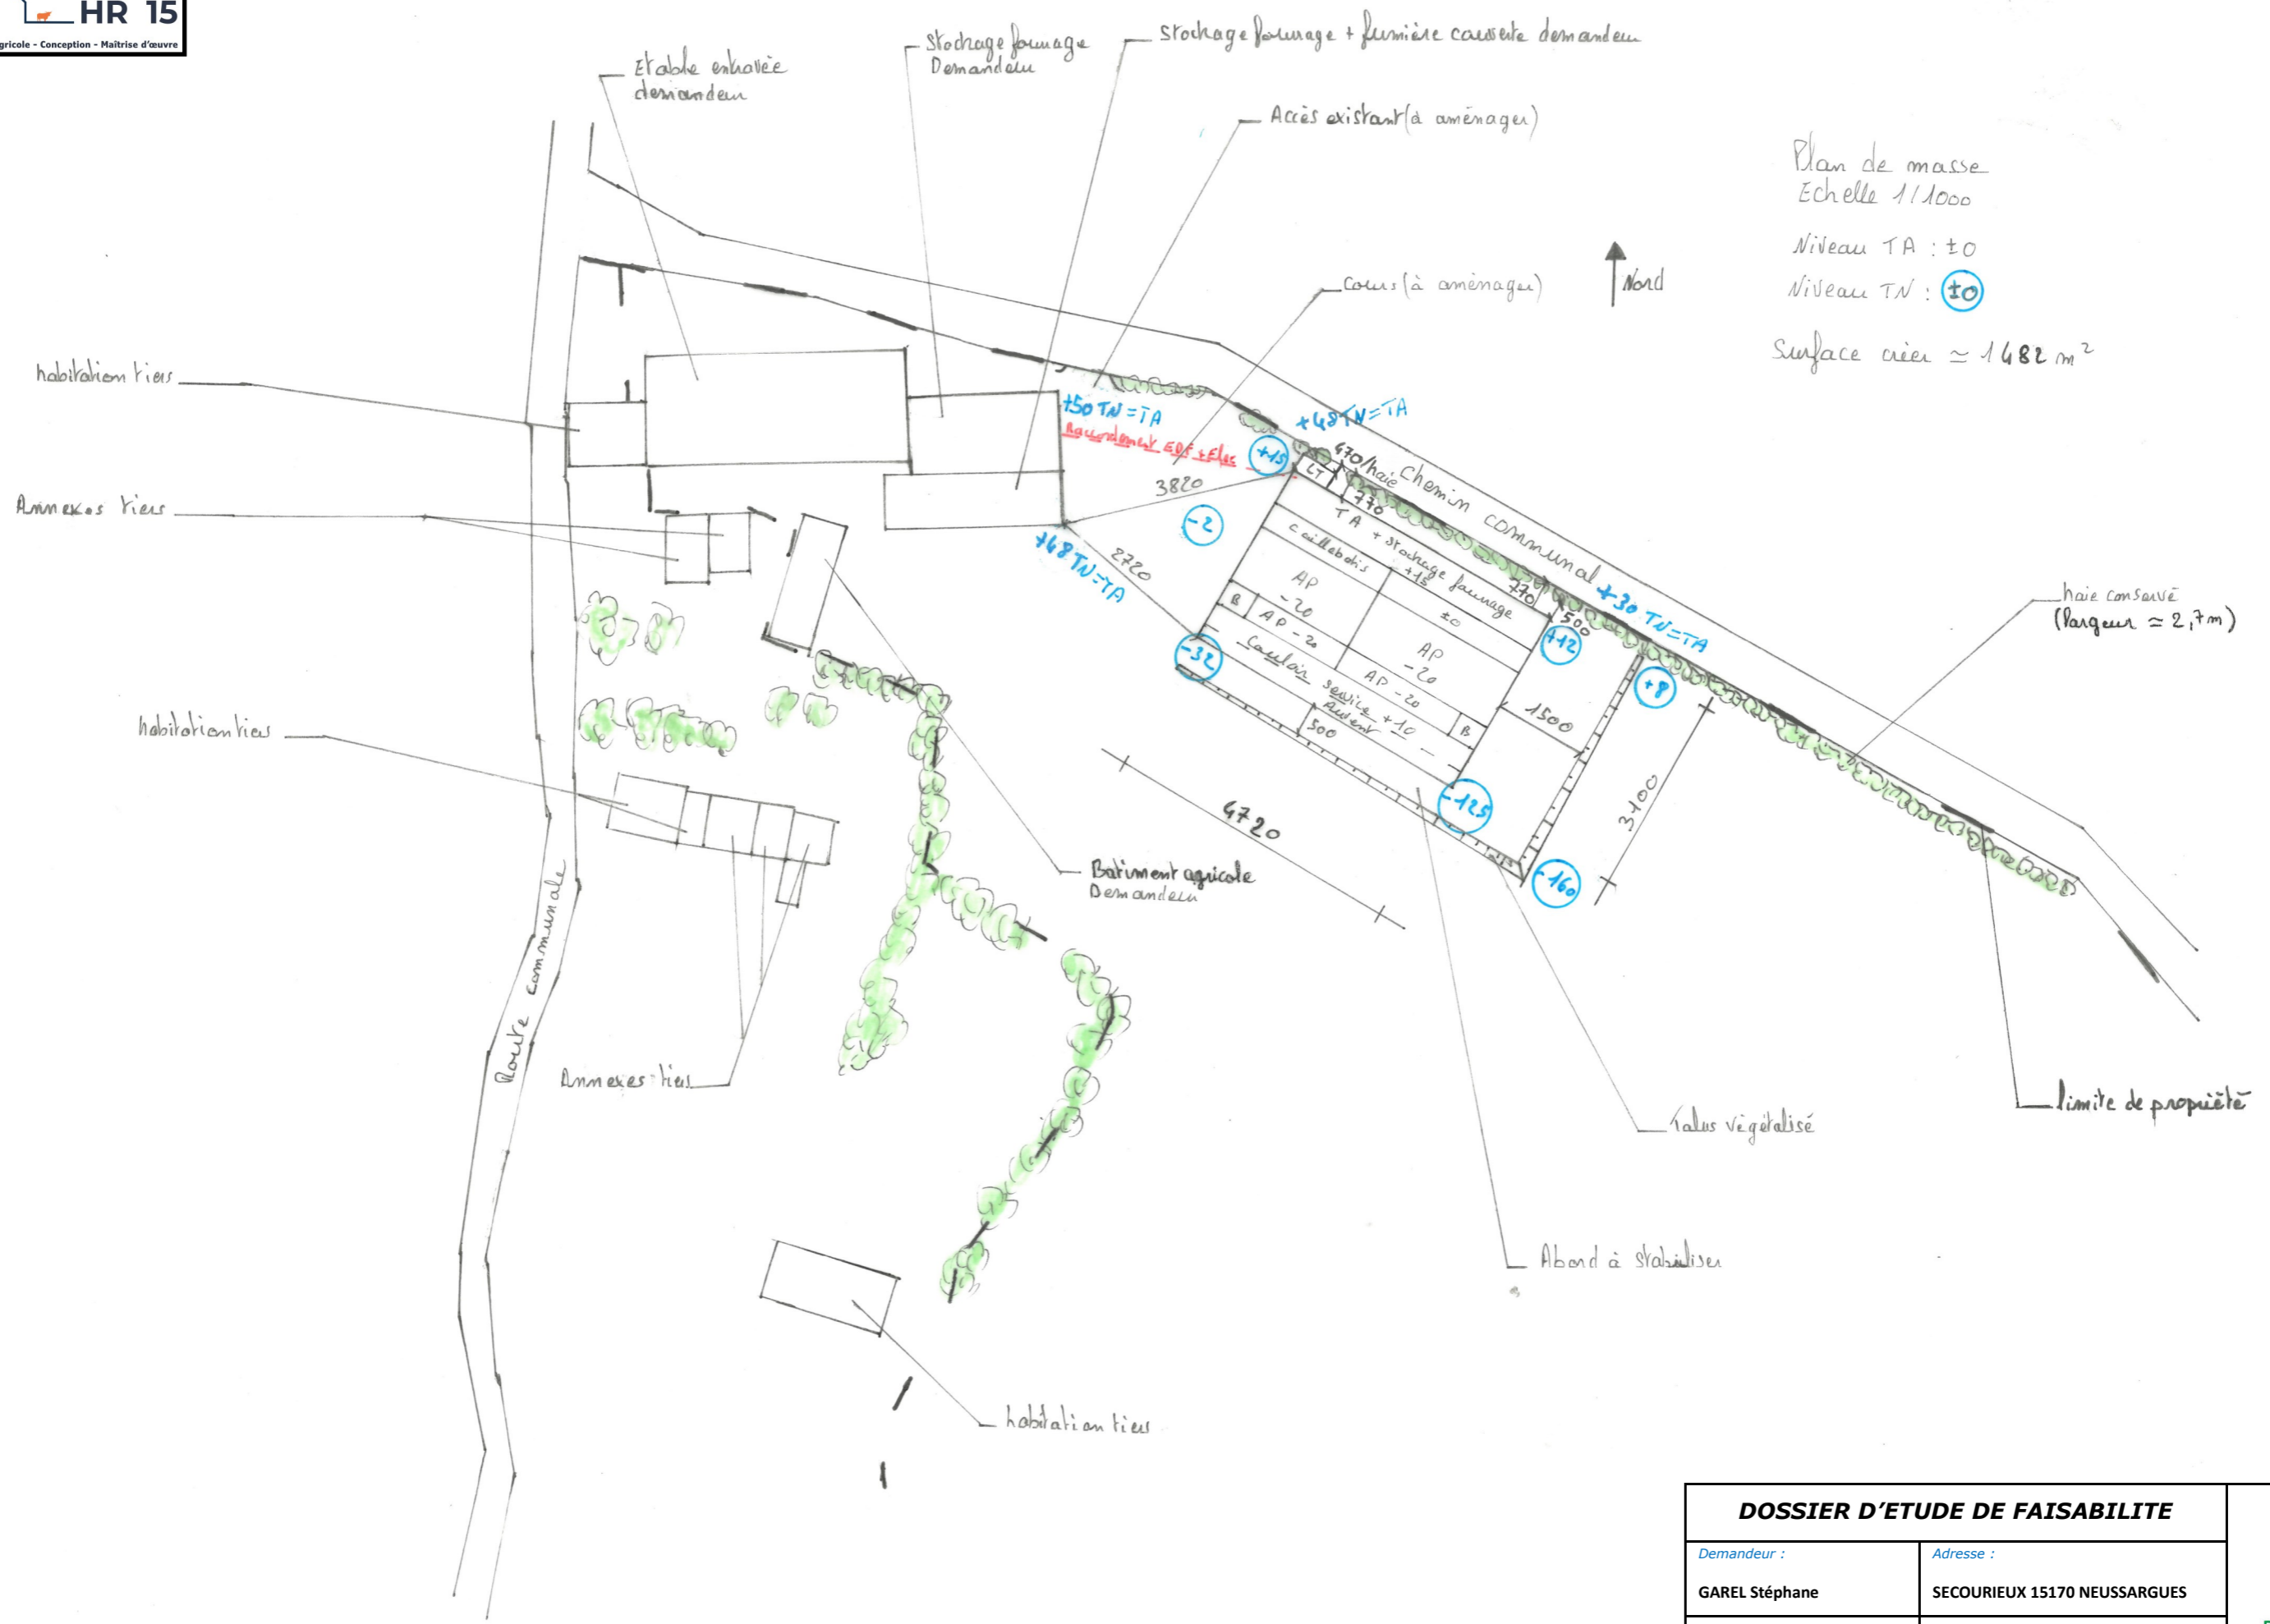 HR 15
gricole - Conception - Maîtrise d'œuvre
Etable entravée
demandeur
Stockage fourrage
Demandeur
Stockage fourrage + fumière couverte demandeur
Accès existant (à aménager)
Plan de masse
Echelle 1/1000
Niveau TA : ±0
Niveau TN : ±0
Surface créer ≃ 1482 m²
Cours (à aménager)
Nord
habitation tiers
+50 TN=TA
Raccordement EDF + Elec
+48 TN=TA
+15
470/haie
Chemin communal
LT
770
3820
-2
+48 TN=TA
2720
TA + stockage fourrage
+15
±0
770
500
+30 TN=TA
caillebotis
AP
-20
AP
-20
B
AP -20
AP -20
B
Couloir service +10
Auvent
500
-32
+12
+8
1500
-125
-160
3100
4720
Annexes tiers
haie conservé
(largeur ≃ 2,7m)
habitation tiers
Batiment agricole
Demandeur
Route communale
Annexes tiers
Talus végétalisé
limite de propriété
Abord à stabiliser
habitation tiers
DOSSIER D'ETUDE DE FAISABILITE
Demandeur :
Adresse :
GAREL Stéphane
SECOURIEUX 15170 NEUSSARGUES